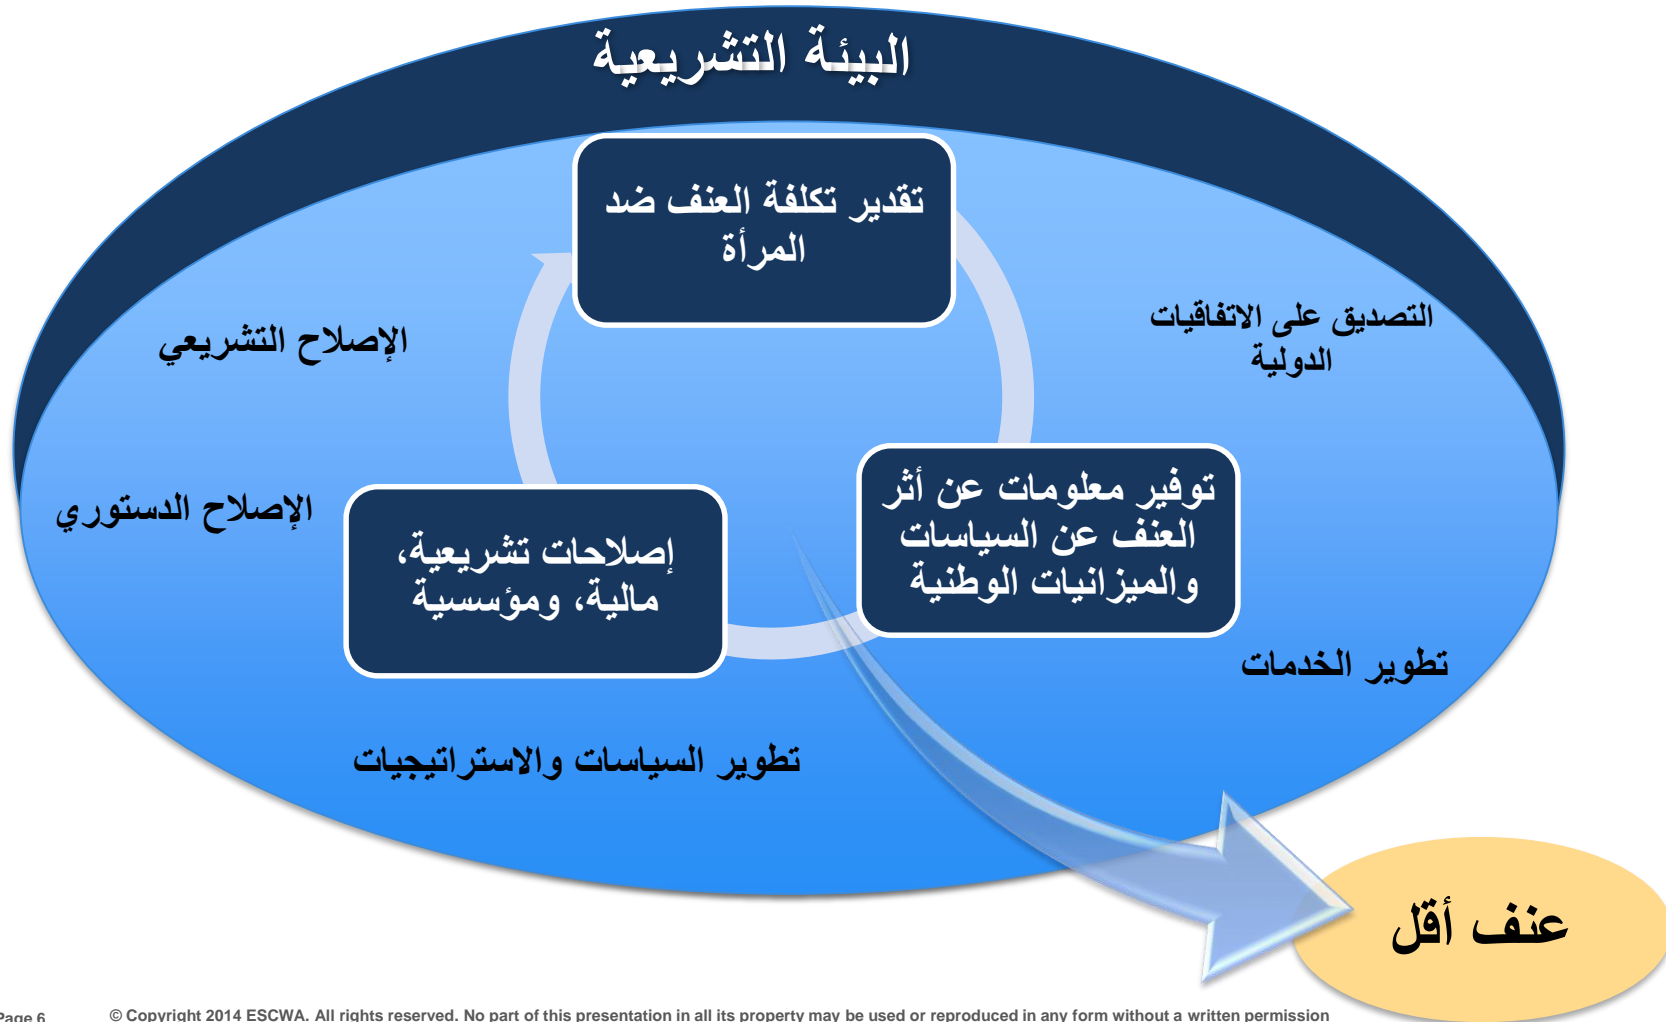 البيئة التشريعية
تقدير تكلفة العنف ضد
المرأة
التصديق على الاتفاقيات
الدولية
الإصلاح التشريعي
توفير معلومات عن أثر
العنف عن السياسات
والميزانيات الوطنية
الإصلاح الدستوري
إصلاحات تشريعية،
مالية، ومؤسسية
تطوير الخدمات
تطوير السياسات والاستراتيجيات
عنف أقل
Page 6
© Copyright 2014 ESCWA. All rights reserved. No part of this presentation in all its property may be used or reproduced in any form without a written permission